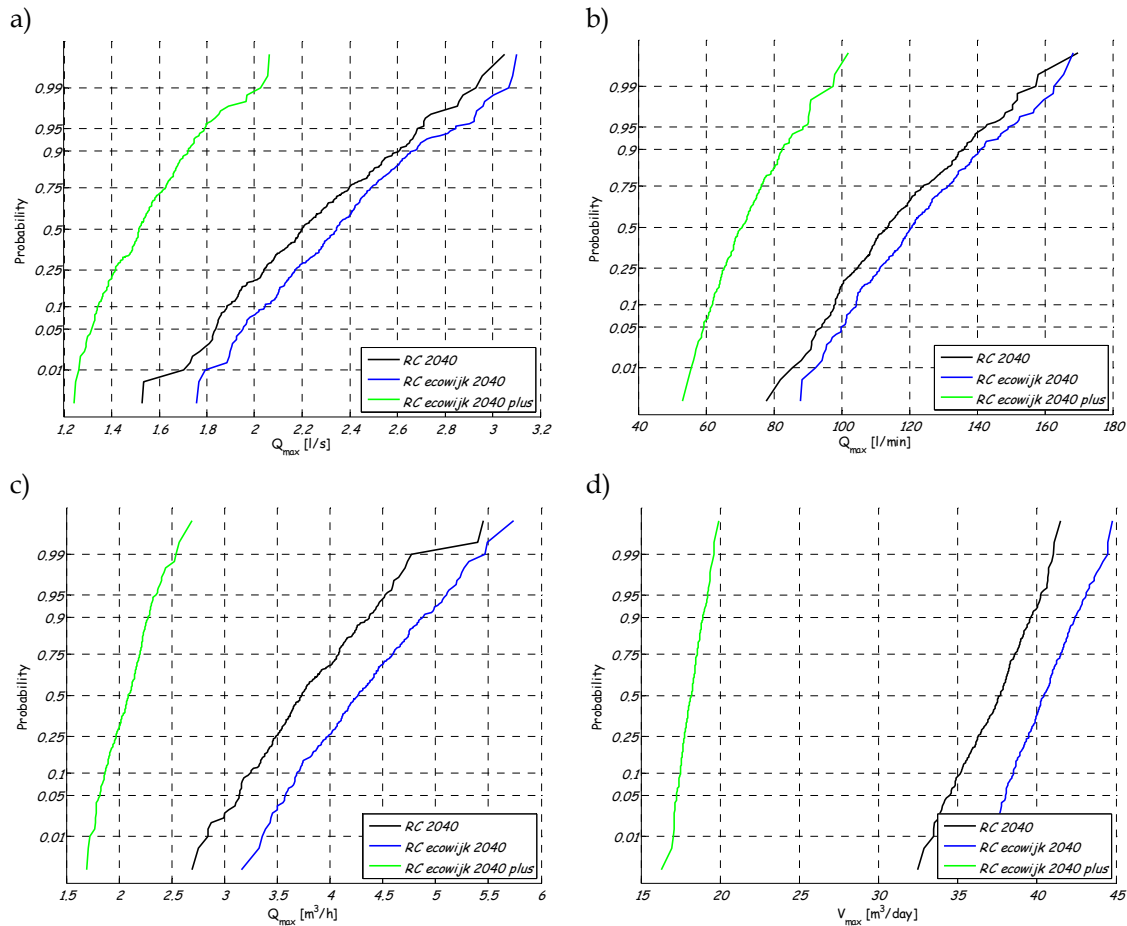 a)
0.99
0.95
0.9
0.75
0.5
0.25
0.1
0.05
0.01
Probability
1.2 1.4 1.6 1.8 2 2.2 2.4 2.6 2.8 3 3.2
Qmax [l/s]
RC 2040
RC ecowijk 2040
RC ecowijk 2040 plus
b)
0.99
0.95
0.9
0.75
0.5
0.25
0.1
0.05
0.01
Probability
40 60 80 100 120 140 160 180
Qmax [l/min]
RC 2040
RC ecowijk 2040
RC ecowijk 2040 plus
c)
0.99
0.95
0.9
0.75
0.5
0.25
0.1
0.05
0.01
Probability
1.5 2 2.5 3 3.5 4 4.5 5 5.5 6
Qmax [m³/h]
RC 2040
RC ecowijk 2040
RC ecowijk 2040 plus
d)
0.99
0.95
0.9
0.75
0.5
0.25
0.1
0.05
0.01
Probability
15 20 25 30 35 40 45
Vmax [m³/day]
RC 2040
RC ecowijk 2040
RC ecowijk 2040 plus